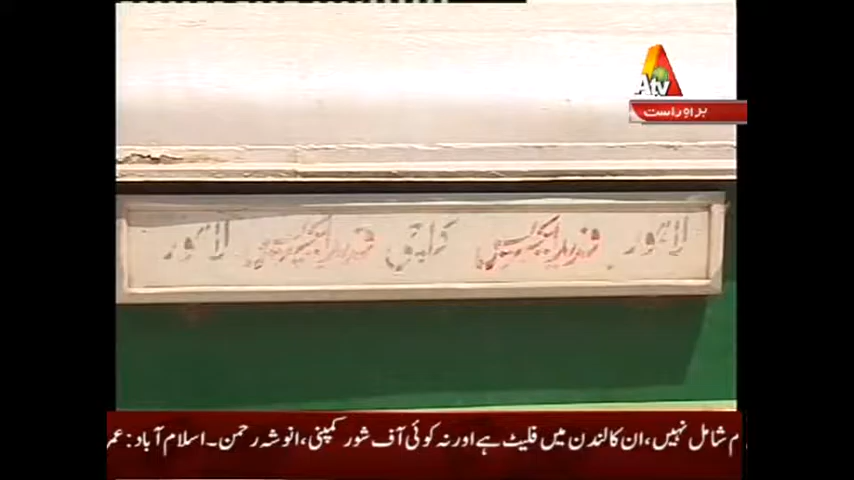 Atv
براہ راست
لاہور فرید ایکسپریس کراچی فرید ایکسپریس لاہور
م شامل نہیں، ان کا لندن میں فلیٹ ہے اور نہ کوئی آف شور کمپنی، انوشہ رحمن۔ اسلام آباد: عمر